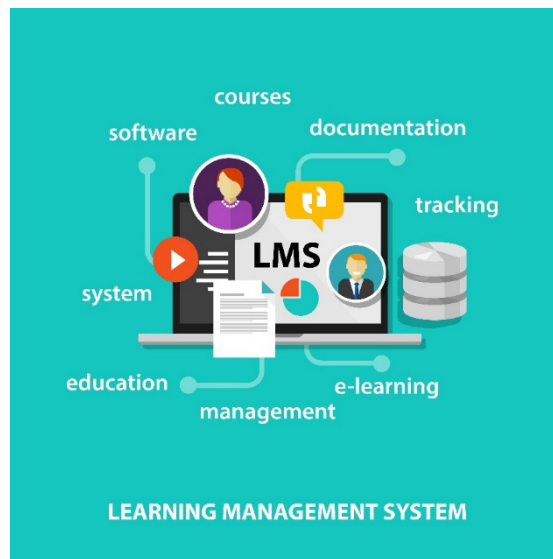 courses
software
documentation
tracking
LMS
system
education
e-learning
management
LEARNING MANAGEMENT SYSTEM